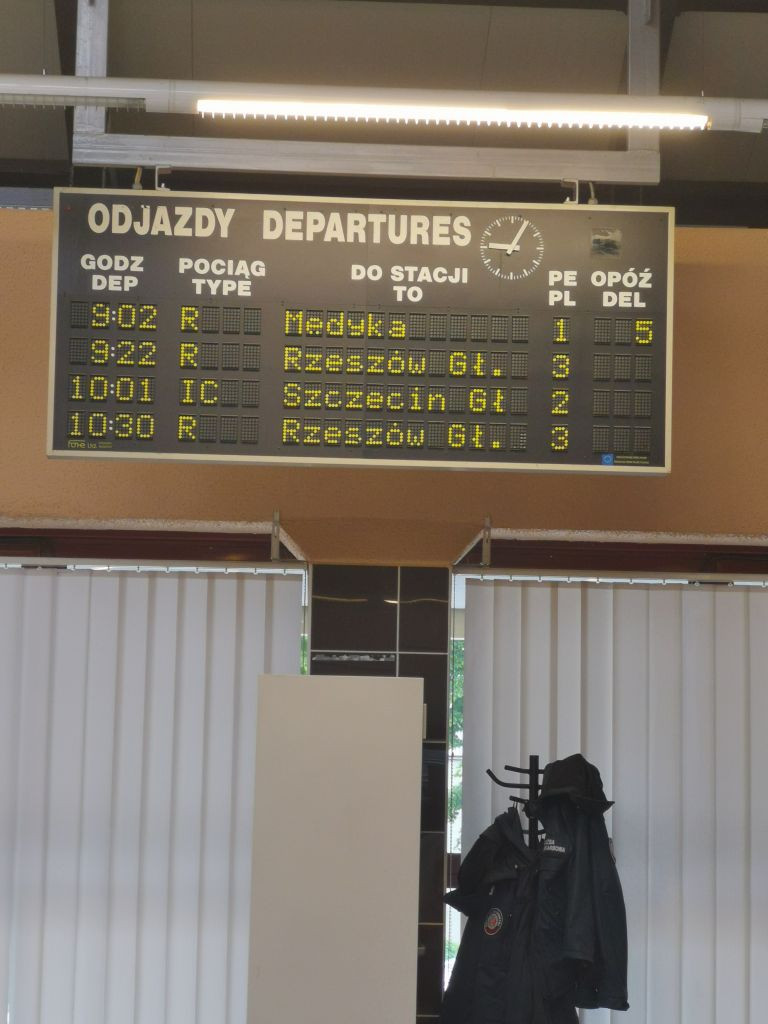 ODJAZDY DEPARTURES
GODZ POCIĄG DO STACJI PE OPÓŹ
DEP TYPE TO PL DEL
9:02 R Medyka 1 5
9:22 R Rzeszów Gł. 3
10:01 IC Szczecin Gł 2
10:30 R Rzeszów Gł. 3